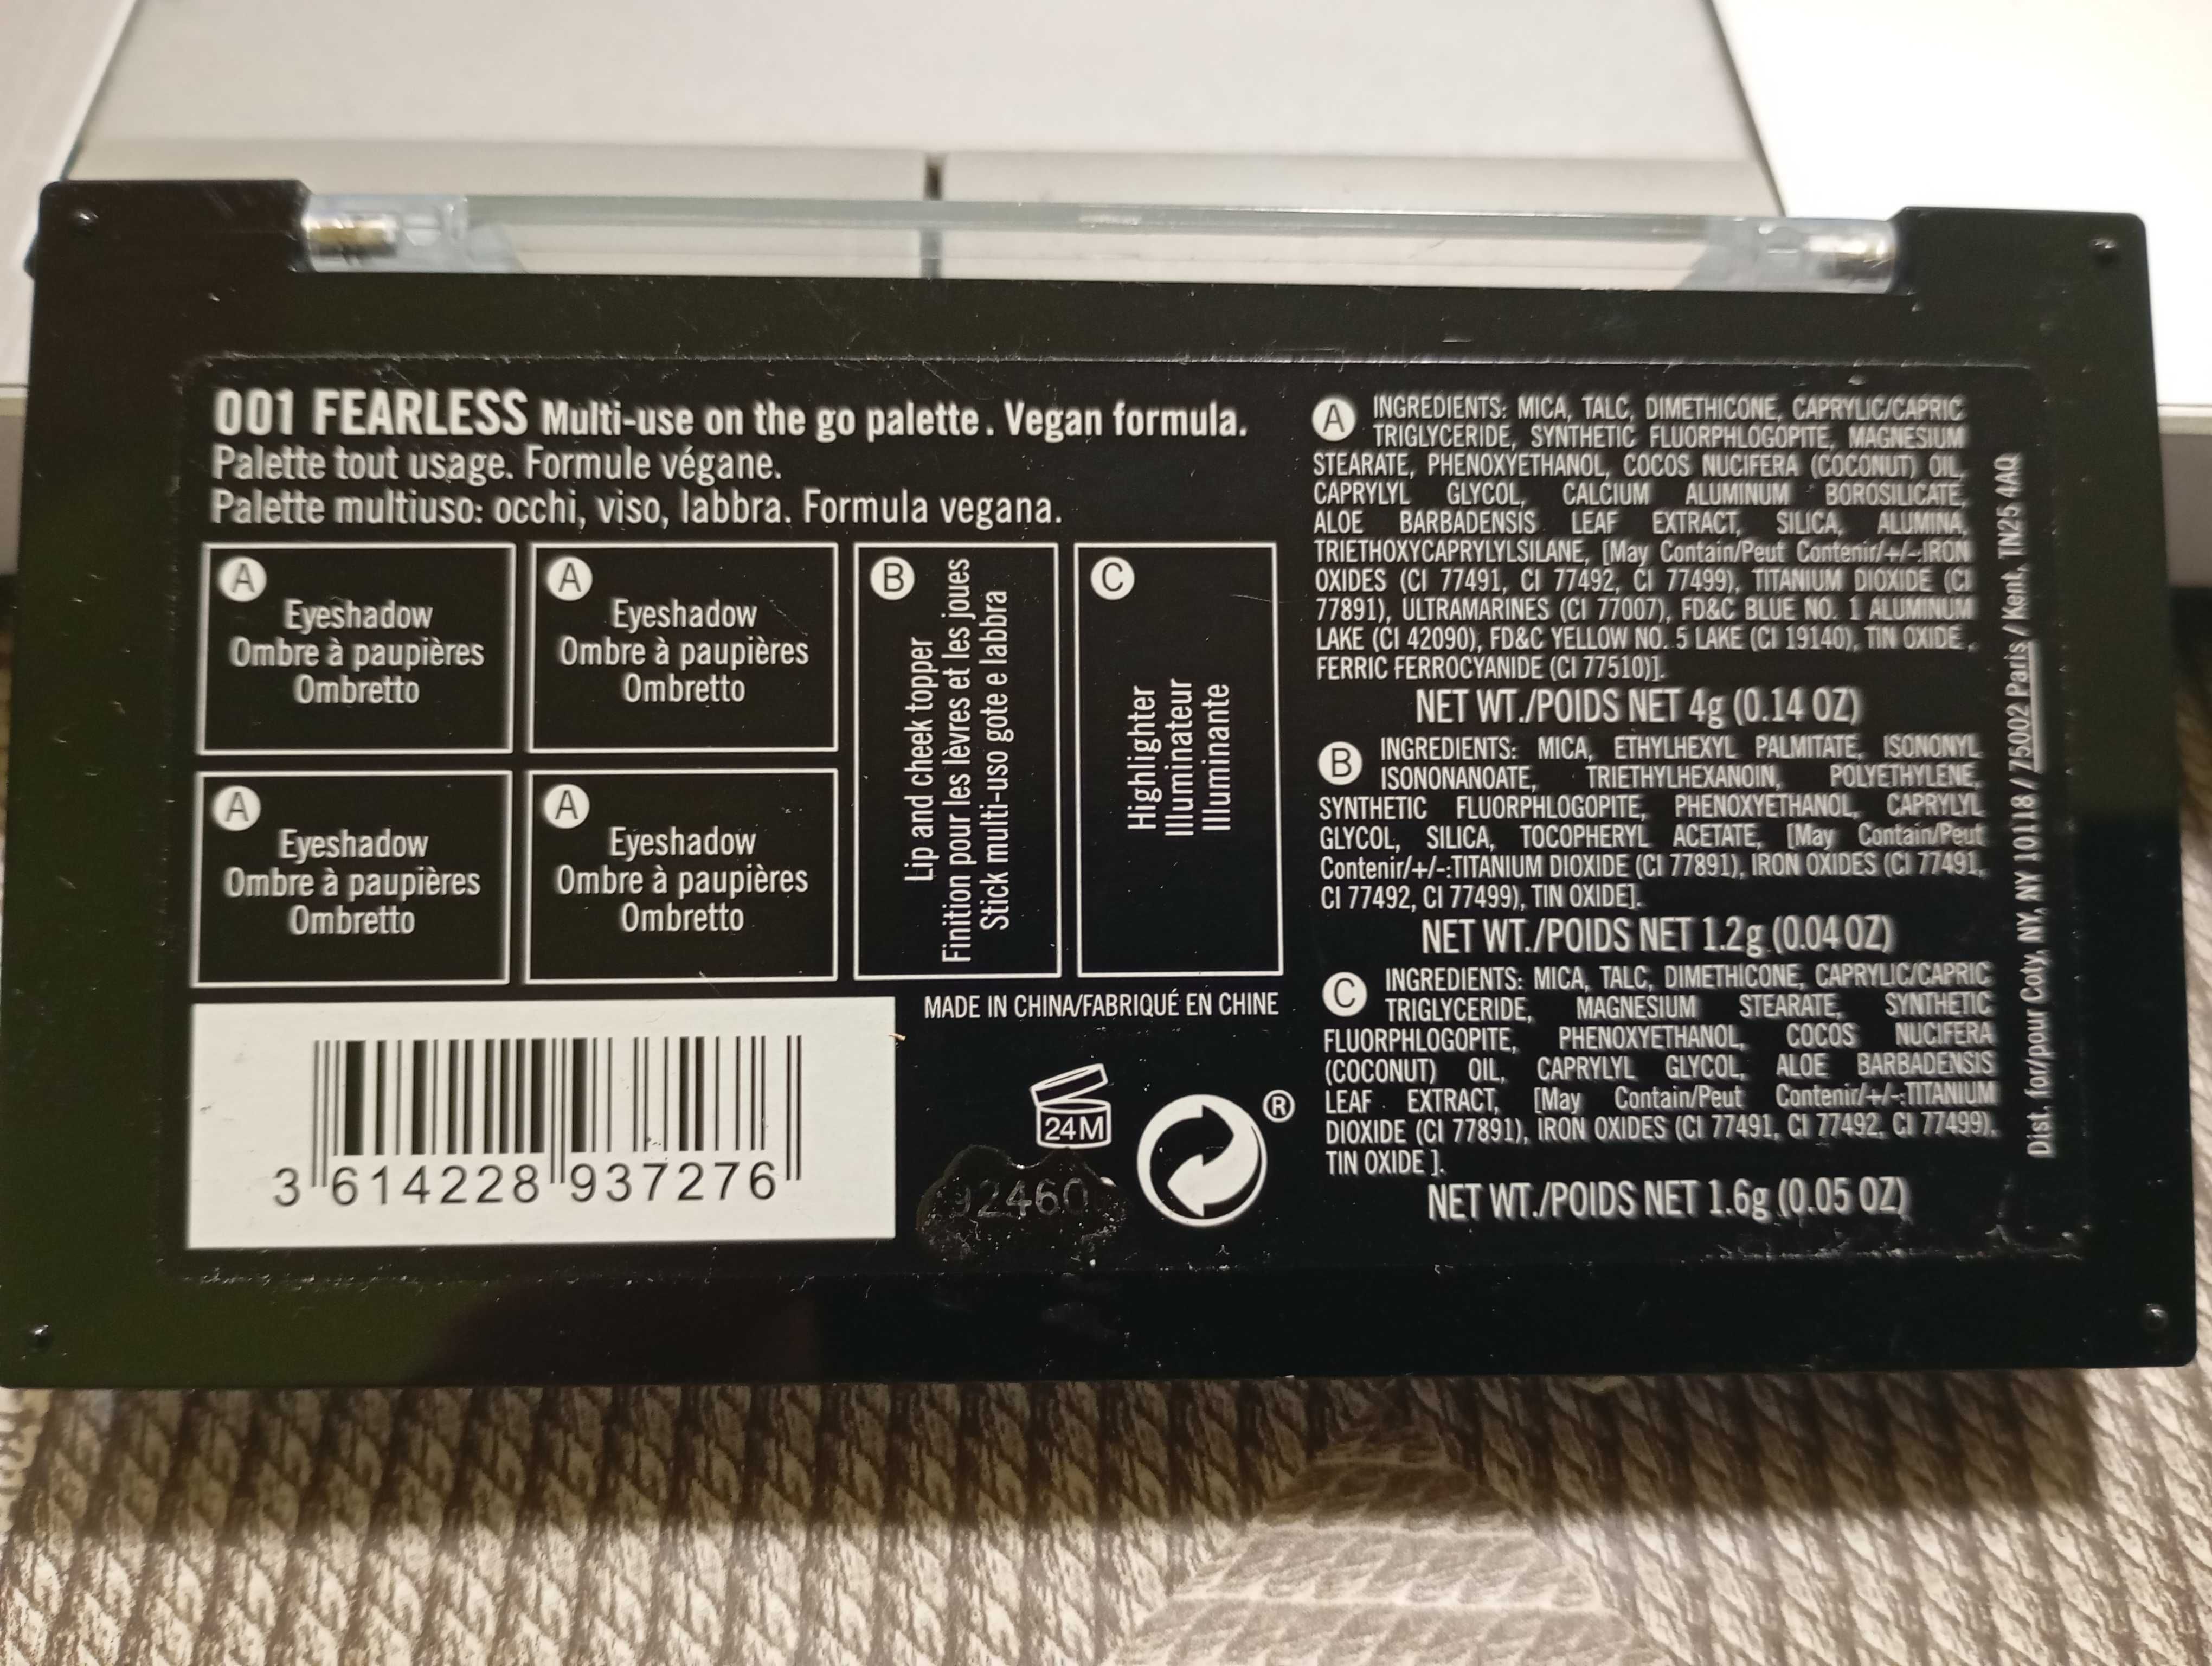 001 FEARLESS Multi-use on the go palette. Vegan formula.
Palette tout usage. Formule végane.
Palette multiuso: occhi, viso, labbra. Formula vegana.
A
Eyeshadow
Ombre à paupières
Ombretto
A
Eyeshadow
Ombre à paupières
Ombretto
A
Eyeshadow
Ombre à paupières
Ombretto
A
Eyeshadow
Ombre à paupières
Ombretto
B
Lip and cheek topper
Finition pour les lèvres et les joues
Stick multi-uso gote e labbra
C
Highlighter
Illuminateur
Illuminante
MADE IN CHINA/FABRIQUÉ EN CHINE
3 614228 937276
24M
®
A INGREDIENTS: MICA, TALC, DIMETHICONE, CAPRYLIC/CAPRIC
TRIGLYCERIDE, SYNTHETIC FLUORPHLOGOPITE, MAGNESIUM
STEARATE, PHENOXYETHANOL, COCOS NUCIFERA (COCONUT) OIL,
CAPRYLYL GLYCOL, CALCIUM ALUMINUM BOROSILICATE,
ALOE BARBADENSIS LEAF EXTRACT, SILICA, ALUMINA,
TRIETHOXYCAPRYLYLSILANE, [May Contain/Peut Contenir/+/-:IRON
OXIDES (CI 77491, CI 77492, CI 77499), TITANIUM DIOXIDE (CI
77891), ULTRAMARINES (CI 77007), FD&C BLUE NO. 1 ALUMINUM
LAKE (CI 42090), FD&C YELLOW NO. 5 LAKE (CI 19140), TIN OXIDE,
FERRIC FERROCYANIDE (CI 77510)].
NET WT./POIDS NET 4g (0.14 OZ)
B INGREDIENTS: MICA, ETHYLHEXYL PALMITATE, ISONONYL
ISONONANOATE, TRIETHYLHEXANOIN, POLYETHYLENE,
SYNTHETIC FLUORPHLOGOPITE, PHENOXYETHANOL, CAPRYLYL
GLYCOL, SILICA, TOCOPHERYL ACETATE, [May Contain/Peut
Contenir/+/-:TITANIUM DIOXIDE (CI 77891), IRON OXIDES (CI 77491,
CI 77492, CI 77499), TIN OXIDE].
NET WT./POIDS NET 1.2g (0.04 OZ)
C INGREDIENTS: MICA, TALC, DIMETHICONE, CAPRYLIC/CAPRIC
TRIGLYCERIDE, MAGNESIUM STEARATE, SYNTHETIC
FLUORPHLOGOPITE, PHENOXYETHANOL, COCOS NUCIFERA
(COCONUT) OIL, CAPRYLYL GLYCOL, ALOE BARBADENSIS
LEAF EXTRACT, [May Contain/Peut Contenir/+/-:TITANIUM
DIOXIDE (CI 77891), IRON OXIDES (CI 77491, CI 77492, CI 77499),
TIN OXIDE ].
NET WT./POIDS NET 1.6g (0.05 OZ)
Dist. for/pour Coty, NY, NY 10118 / 75002 Paris / Kent, TN25 4AQ